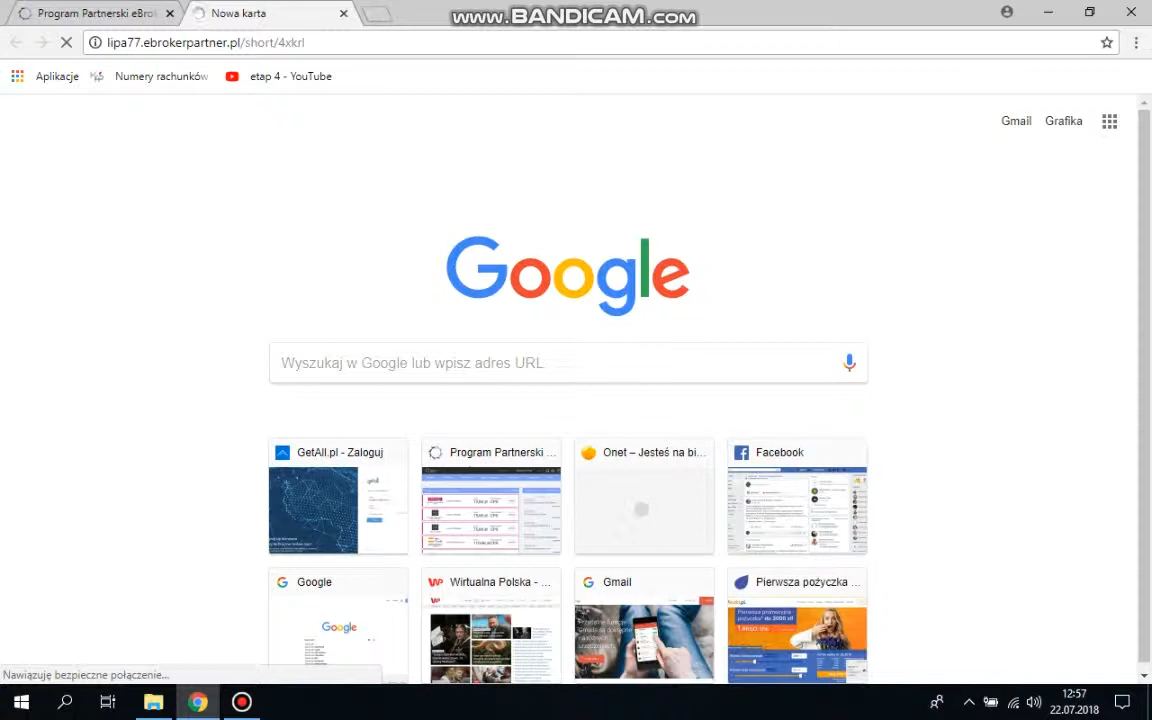 Program Partnerski eBrok
Nowa karta
www.BANDICAM.com
lipa77.ebrokerpartner.pl/short/4xkrl
Aplikacje
Numery rachunków
etap 4 - YouTube
Gmail
Grafika
Google
Wyszukaj w Google lub wpisz adres URL
GetAll.pl - Zaloguj
Program Partnerski ...
Onet – Jesteś na bi...
Facebook
Google
Wirtualna Polska - ...
Gmail
Pierwsza pożyczka ...
Google
Nawiązuję bezpieczne połączenie...
12:57
22.07.2018